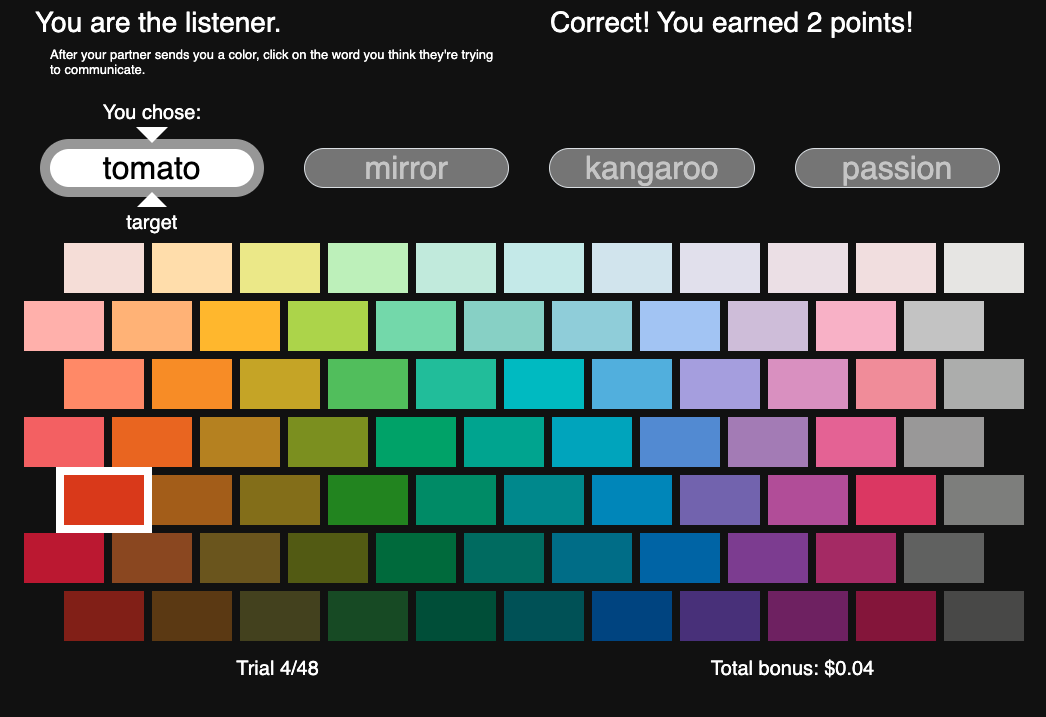 You are the listener.
Correct! You earned 2 points!
After your partner sends you a color, click on the word you think they're trying
to communicate.
You chose:
tomato
mirror
kangaroo
passion
target
Trial 4/48
Total bonus: $0.04